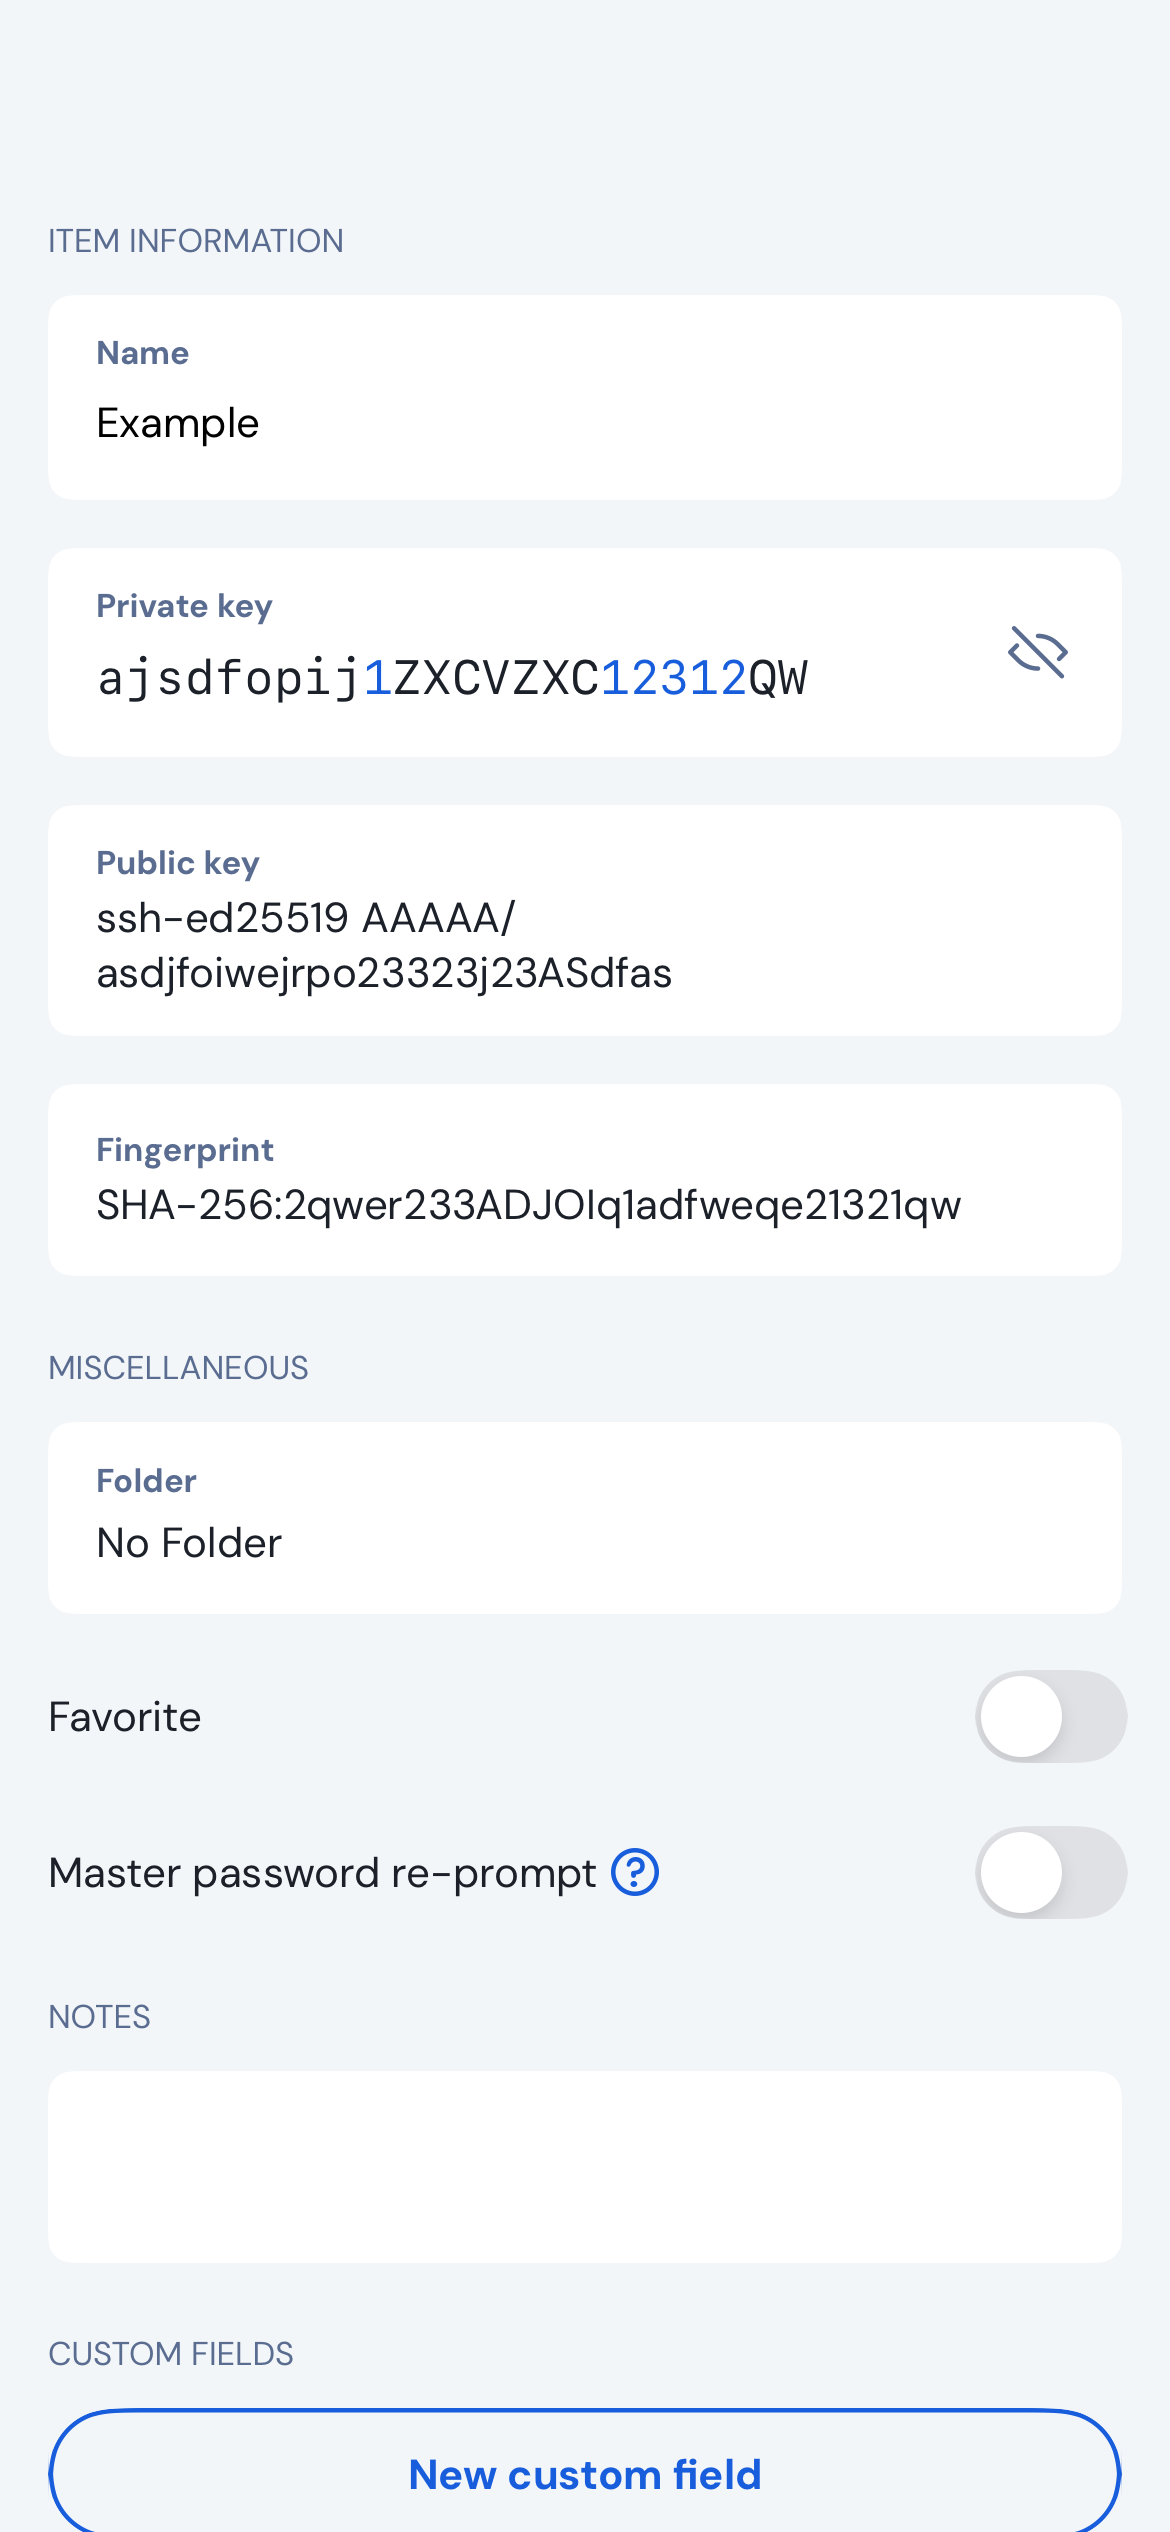 ITEM INFORMATION
Name
Example
Private key
ajsdfopij1ZXCVZXC12312QW
Public key
ssh-ed25519 AAAAA/
asdjfoiwejrpo23323j23ASdfas
Fingerprint
SHA-256:2qwer233ADJOIq1adfweqe21321qw
MISCELLANEOUS
Folder
No Folder
Favorite
Master password re-prompt
NOTES
CUSTOM FIELDS
New custom field